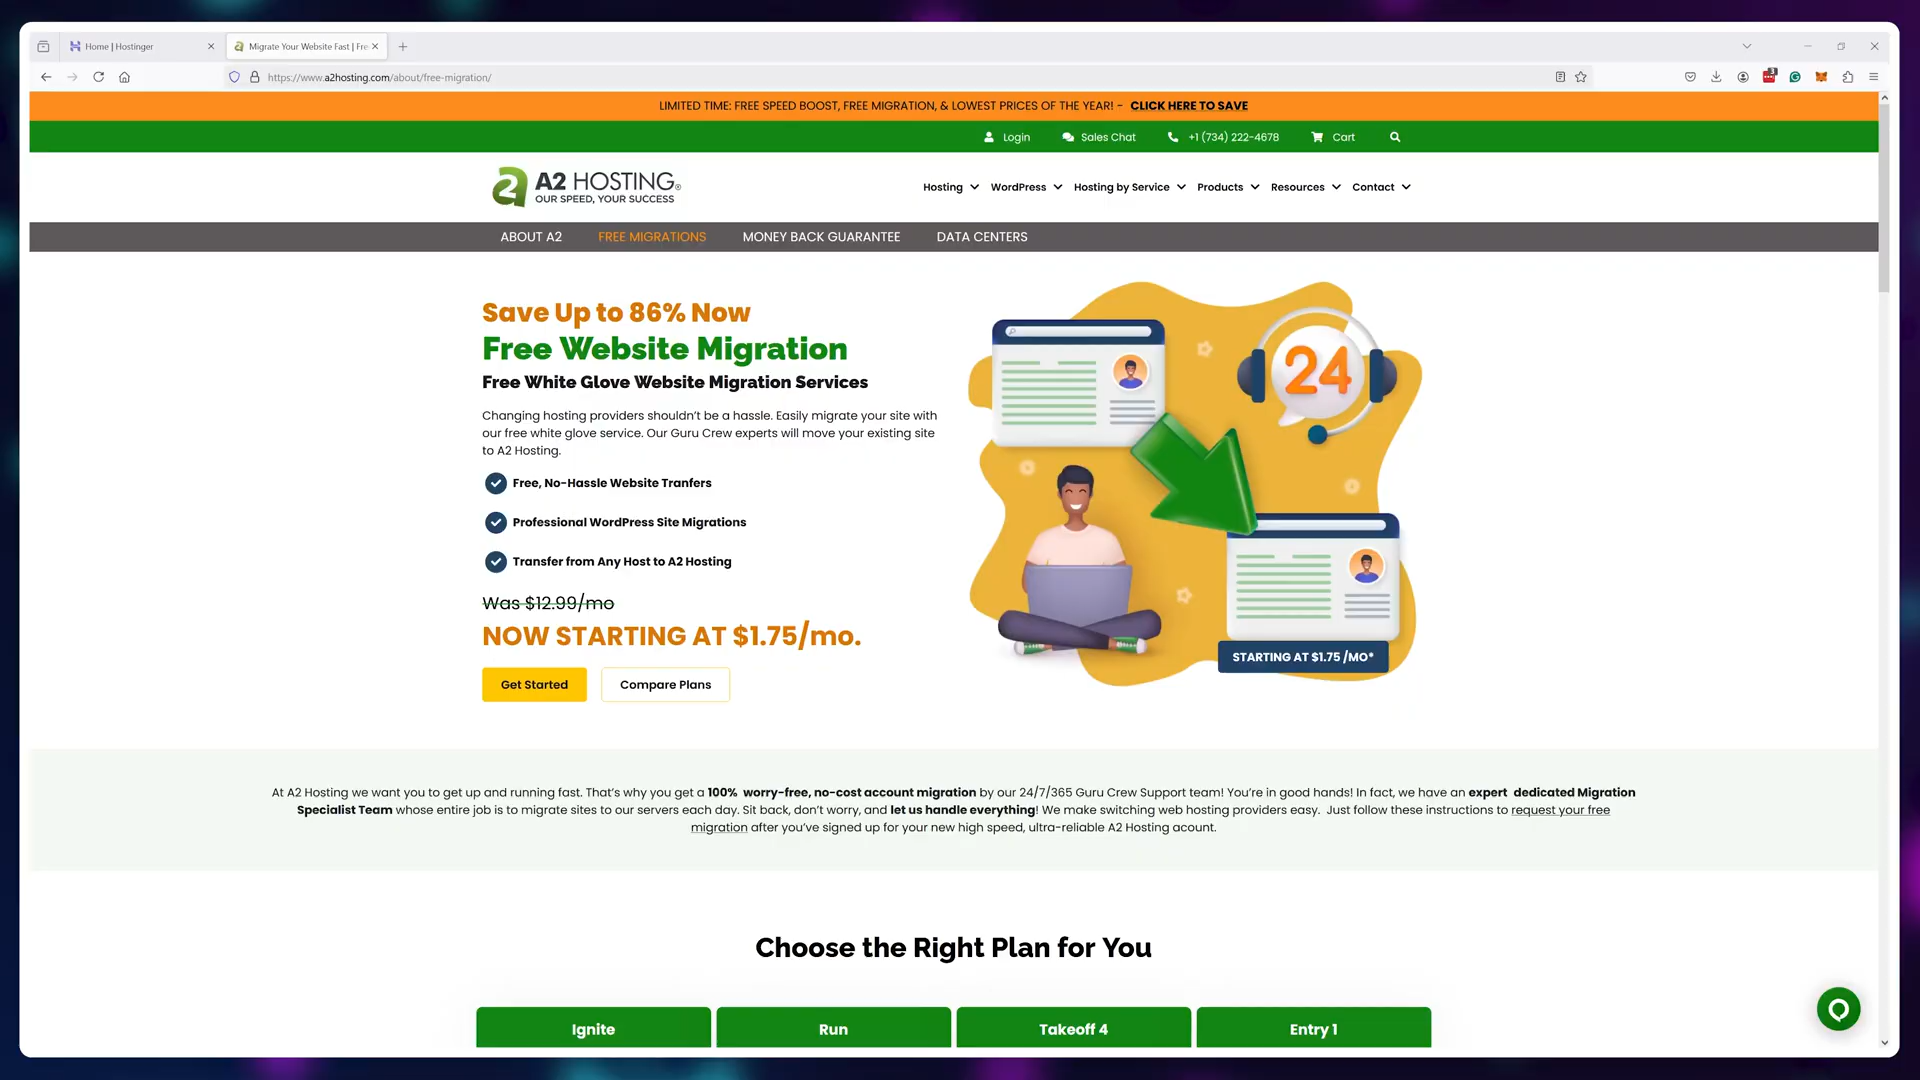 Home | Hostinger
Migrate Your Website Fast | Fre
https://www.a2hosting.com/about/free-migration/
3
LIMITED TIME: FREE SPEED BOOST, FREE MIGRATION, & LOWEST PRICES OF THE YEAR! - CLICK HERE TO SAVE
Login
Sales Chat
+1 (734) 222-4678
Cart
a2
A2 HOSTING®
OUR SPEED, YOUR SUCCESS
Hosting
WordPress
Hosting by Service
Products
Resources
Contact
ABOUT A2
FREE MIGRATIONS
MONEY BACK GUARANTEE
DATA CENTERS
Save Up to 86% Now
Free Website Migration
Free White Glove Website Migration Services
Changing hosting providers shouldn't be a hassle. Easily migrate your site with
our free white glove service. Our Guru Crew experts will move your existing site
to A2 Hosting.
Free, No-Hassle Website Tranfers
Professional WordPress Site Migrations
Transfer from Any Host to A2 Hosting
Was $12.99/mo
NOW STARTING AT $1.75/mo.
Get Started
Compare Plans
24
STARTING AT $1.75 /MO*
At A2 Hosting we want you to get up and running fast. That's why you get a 100% worry-free, no-cost account migration by our 24/7/365 Guru Crew Support team! You're in good hands! In fact, we have an expert dedicated Migration
Specialist Team whose entire job is to migrate sites to our servers each day. Sit back, don't worry, and let us handle everything! We make switching web hosting providers easy. Just follow these instructions to request your free
migration after you've signed up for your new high speed, ultra-reliable A2 Hosting acount.
Choose the Right Plan for You
Ignite
Run
Takeoff 4
Entry 1